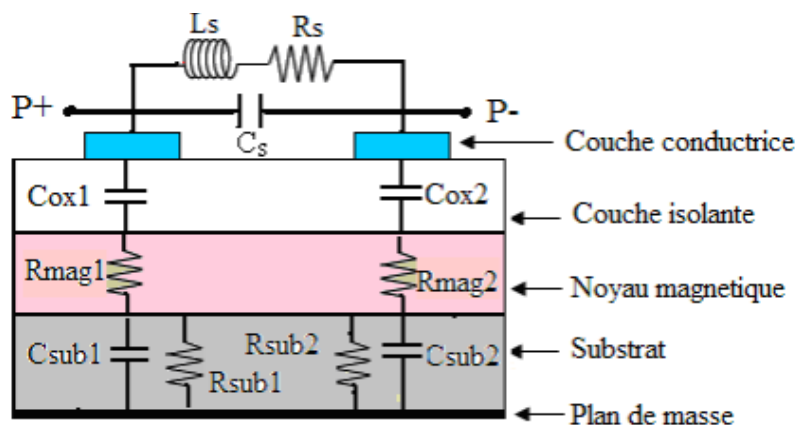 Ls
Rs
P+
P-
Cs
Couche conductrice
Cox1
Cox2
Couche isolante
Rmag1
Rmag2
Noyau magnetique
Csub1
Rsub1
Rsub2
Csub2
Substrat
Plan de masse